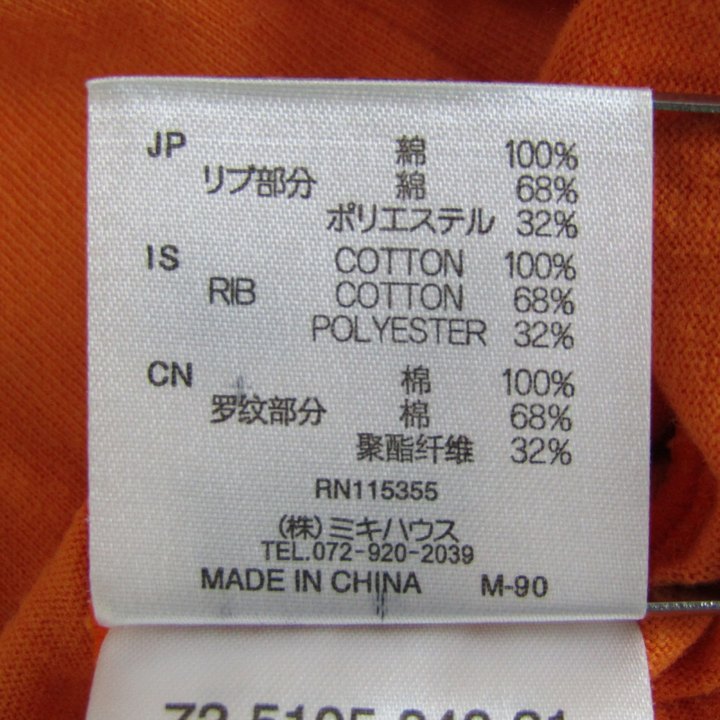 JP 綿 100%
リブ部分 綿 68%
ポリエステル 32%
IS COTTON 100%
RIB COTTON 68%
POLYESTER 32%
CN 棉 100%
罗纹部分 棉 68%
聚酯纤维 32%
RN115355
(株)ミキハウス
TEL.072-920-2039
MADE IN CHINA M-90